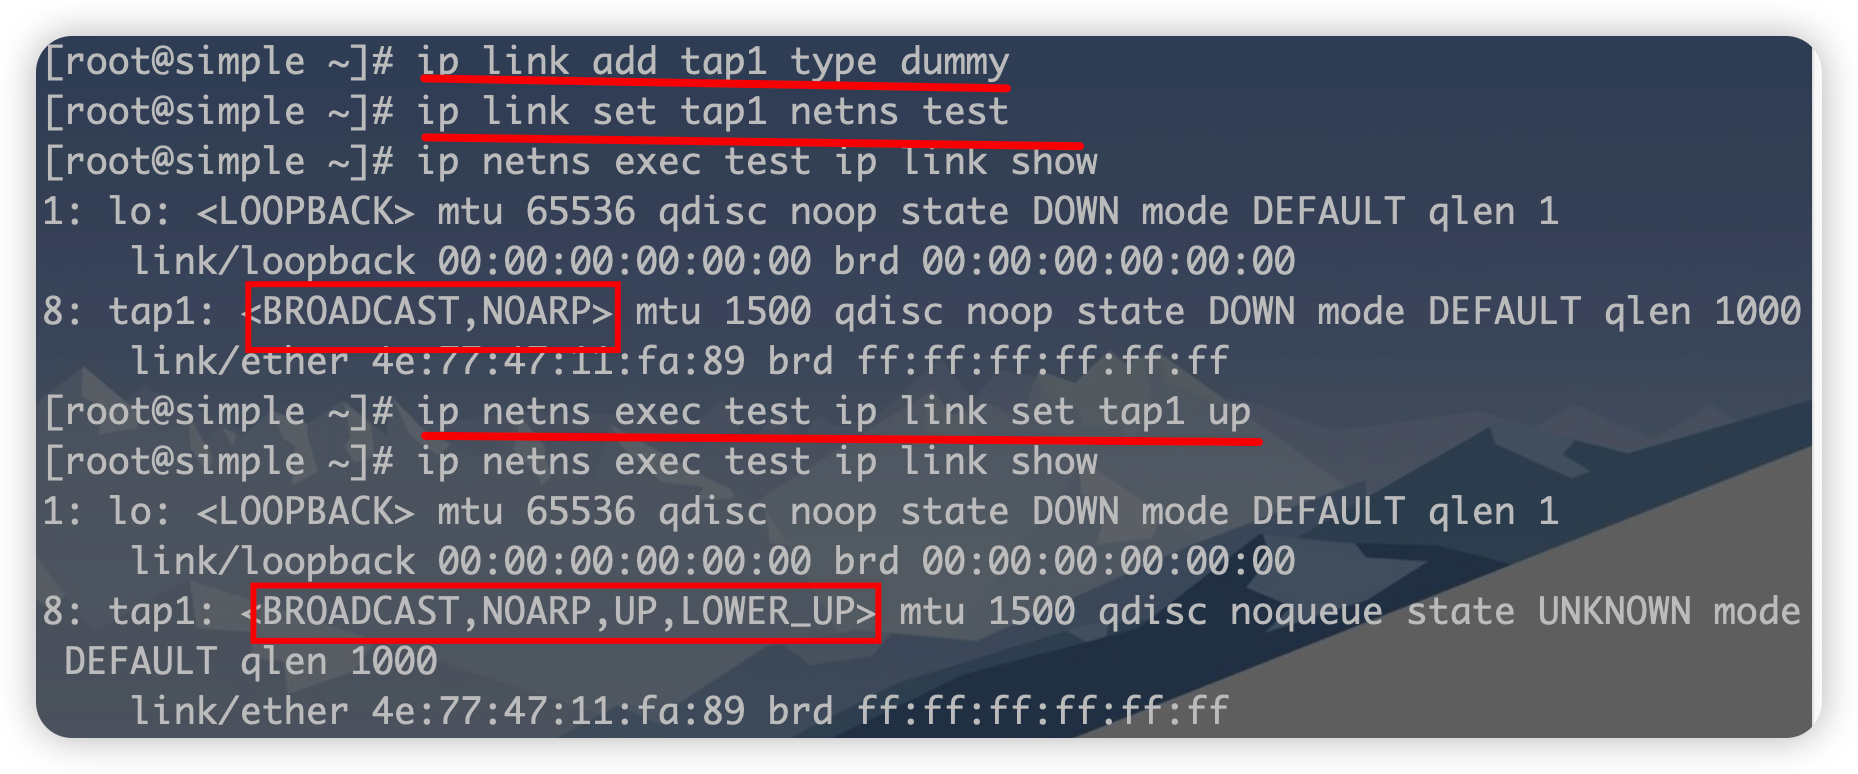 [root@simple ~]# ip link add tap1 type dummy
[root@simple ~]# ip link set tap1 netns test
[root@simple ~]# ip netns exec test ip link show
1: lo: <LOOPBACK> mtu 65536 qdisc noop state DOWN mode DEFAULT qlen 1
    link/loopback 00:00:00:00:00:00 brd 00:00:00:00:00:00
8: tap1: <BROADCAST,NOARP> mtu 1500 qdisc noop state DOWN mode DEFAULT qlen 1000
    link/ether 4e:77:47:11:fa:89 brd ff:ff:ff:ff:ff:ff
[root@simple ~]# ip netns exec test ip link set tap1 up
[root@simple ~]# ip netns exec test ip link show
1: lo: <LOOPBACK> mtu 65536 qdisc noop state DOWN mode DEFAULT qlen 1
    link/loopback 00:00:00:00:00:00 brd 00:00:00:00:00:00
8: tap1: <BROADCAST,NOARP,UP,LOWER_UP> mtu 1500 qdisc noqueue state UNKNOWN mode
 DEFAULT qlen 1000
    link/ether 4e:77:47:11:fa:89 brd ff:ff:ff:ff:ff:ff